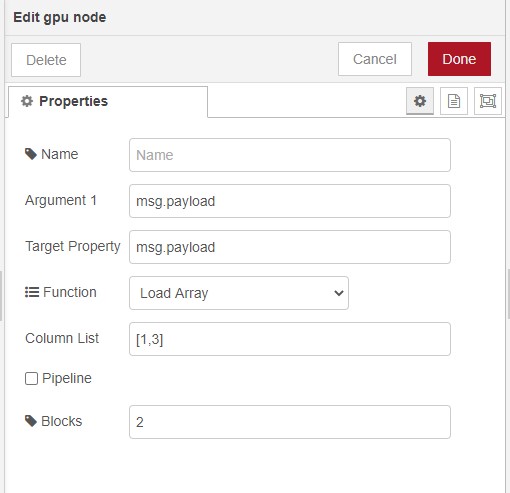 Edit gpu node
Delete Cancel Done
Properties
Name Name
Argument 1 msg.payload
Target Property msg.payload
Function Load Array
Column List [1,3]
Pipeline
Blocks 2